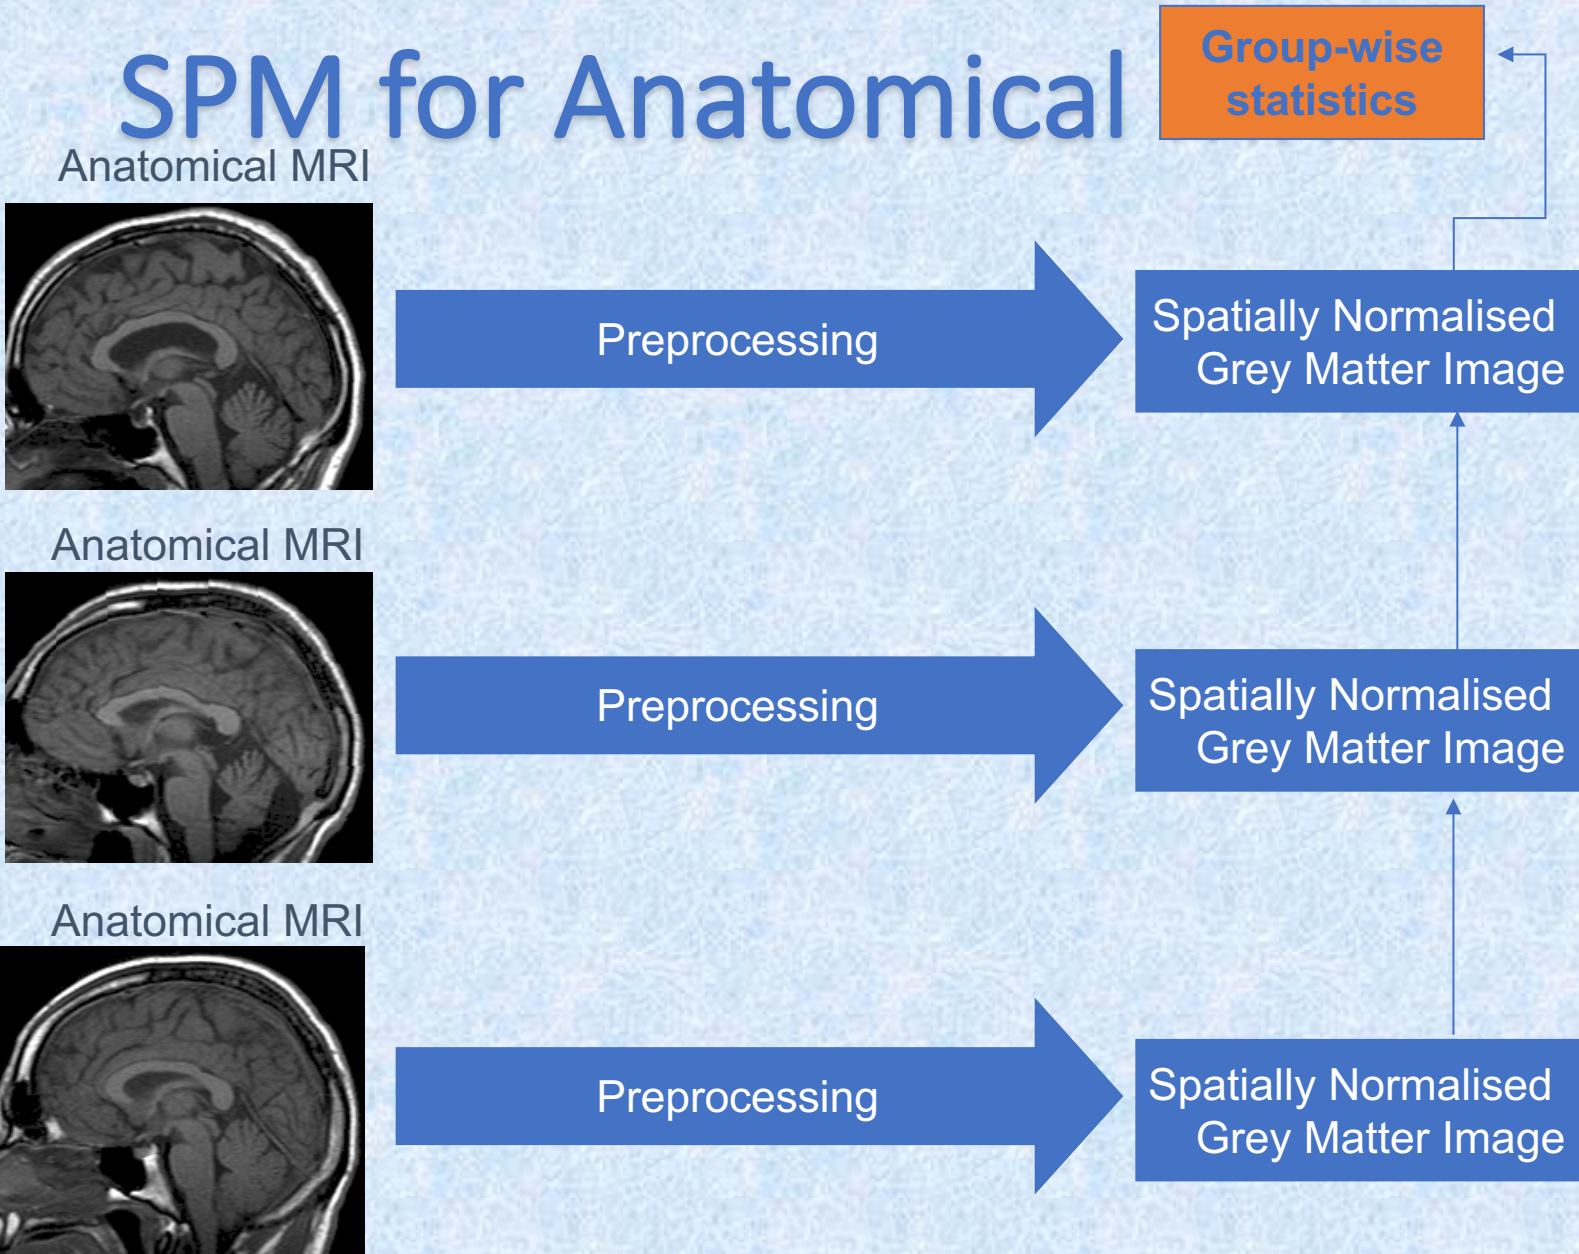 SPM for Anatomical
Group-wise
statistics
Anatomical MRI
Preprocessing
Spatially Normalised
Grey Matter Image
Anatomical MRI
Preprocessing
Spatially Normalised
Grey Matter Image
Anatomical MRI
Preprocessing
Spatially Normalised
Grey Matter Image